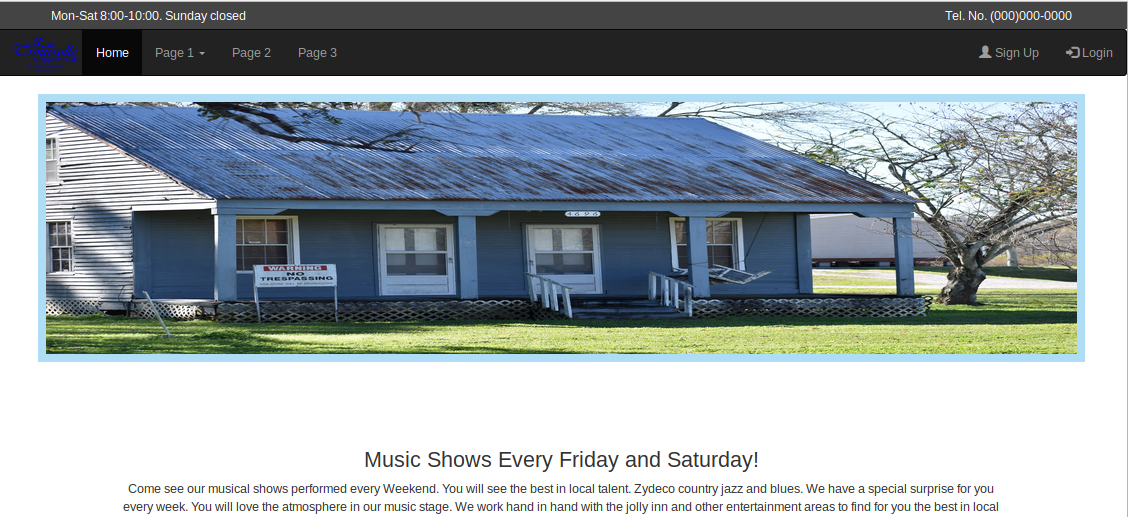 Mon-Sat 8:00-10:00. Sunday closed
Tel. No. (000)000-0000
Home
Page 1
Page 2
Page 3
Sign Up
Login
4696
WARNING
NO
TRESPASSING
Music Shows Every Friday and Saturday!
Come see our musical shows performed every Weekend. You will see the best in local talent. Zydeco country jazz and blues. We have a special surprise for you
every week. You will love the atmosphere in our music stage. We work hand in hand with the jolly inn and other entertainment areas to find for you the best in local